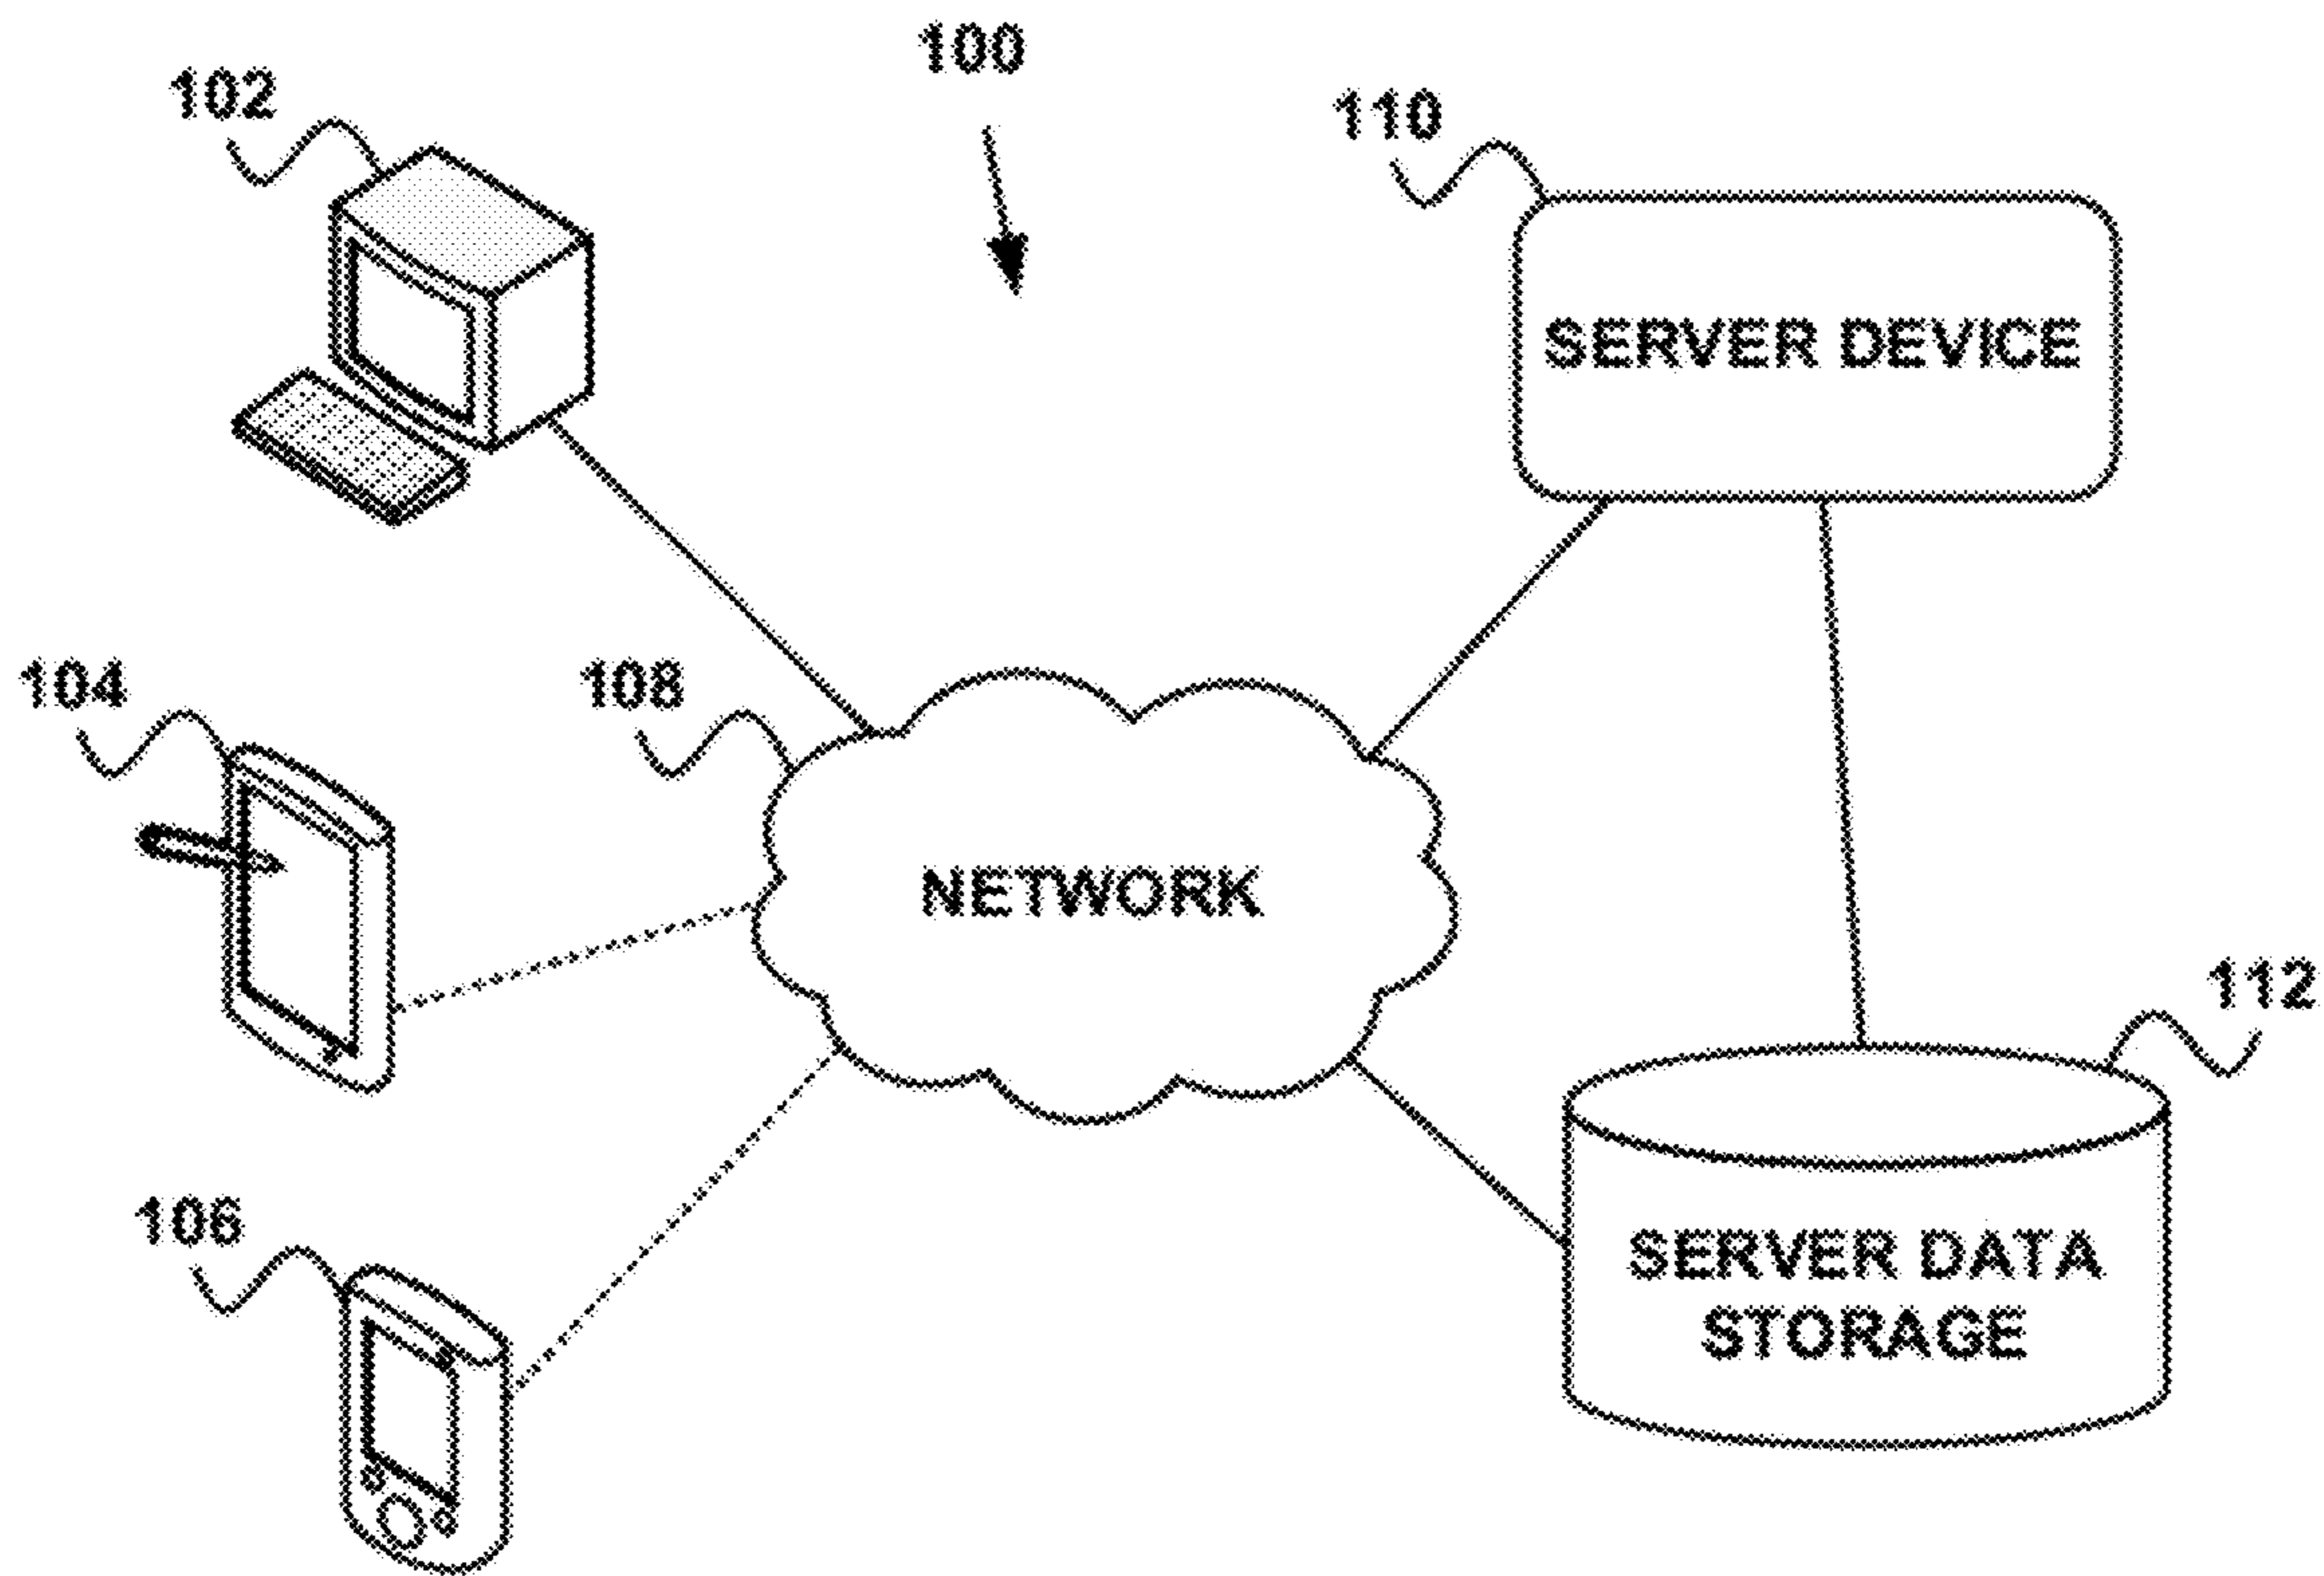 100
102
110
SERVER DEVICE
104
108
NETWORK
112
106
SERVER DATA
STORAGE